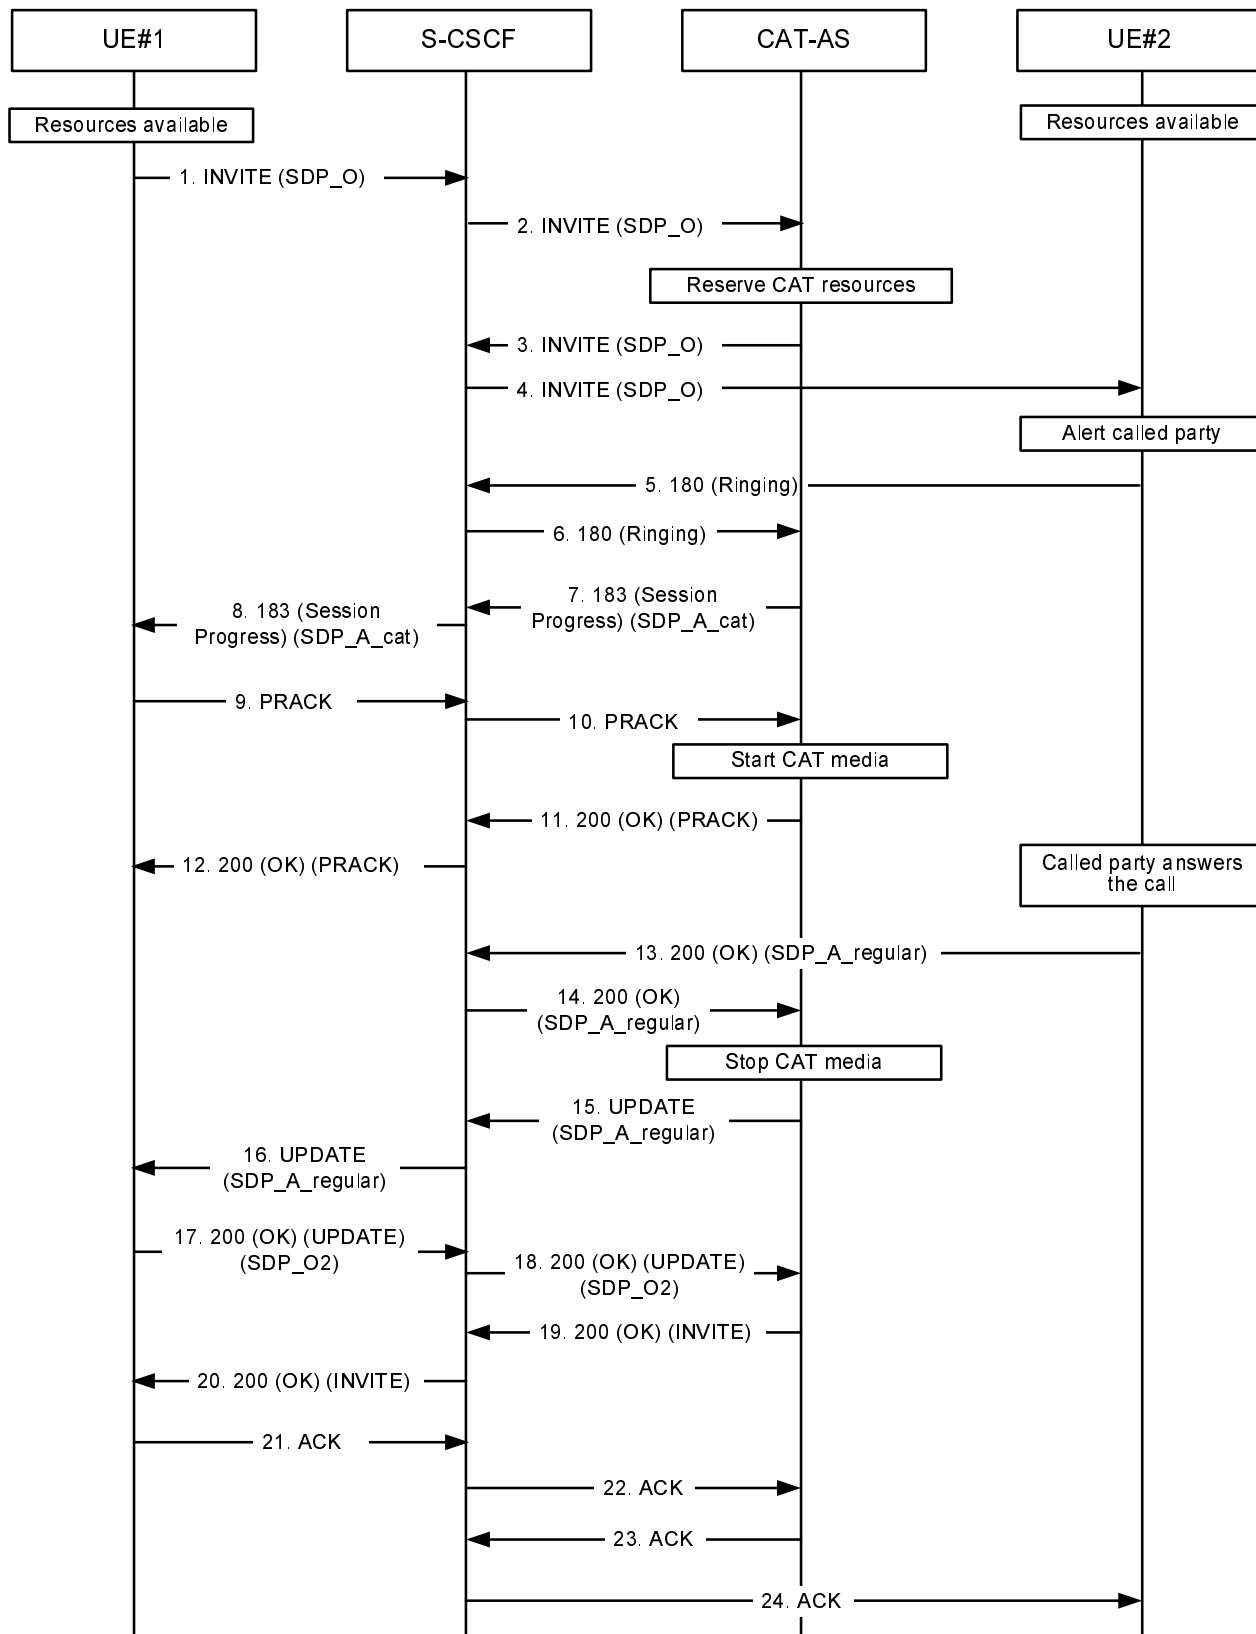 UE#1
S-CSCF
CAT-AS
UE#2
Resources available
Resources available
1. INVITE (SDP_O)
2. INVITE (SDP_O)
Reserve CAT resources
3. INVITE (SDP_O)
4. INVITE (SDP_O)
Alert called party
5. 180 (Ringing)
6. 180 (Ringing)
7. 183 (Session
Progress) (SDP_A_cat)
8. 183 (Session
Progress) (SDP_A_cat)
9. PRACK
10. PRACK
Start CAT media
11. 200 (OK) (PRACK)
12. 200 (OK) (PRACK)
Called party answers
the call
13. 200 (OK) (SDP_A_regular)
14. 200 (OK)
(SDP_A_regular)
Stop CAT media
15. UPDATE
(SDP_A_regular)
16. UPDATE
(SDP_A_regular)
17. 200 (OK) (UPDATE)
(SDP_O2)
18. 200 (OK) (UPDATE)
(SDP_O2)
19. 200 (OK) (INVITE)
20. 200 (OK) (INVITE)
21. ACK
22. ACK
23. ACK
24. ACK